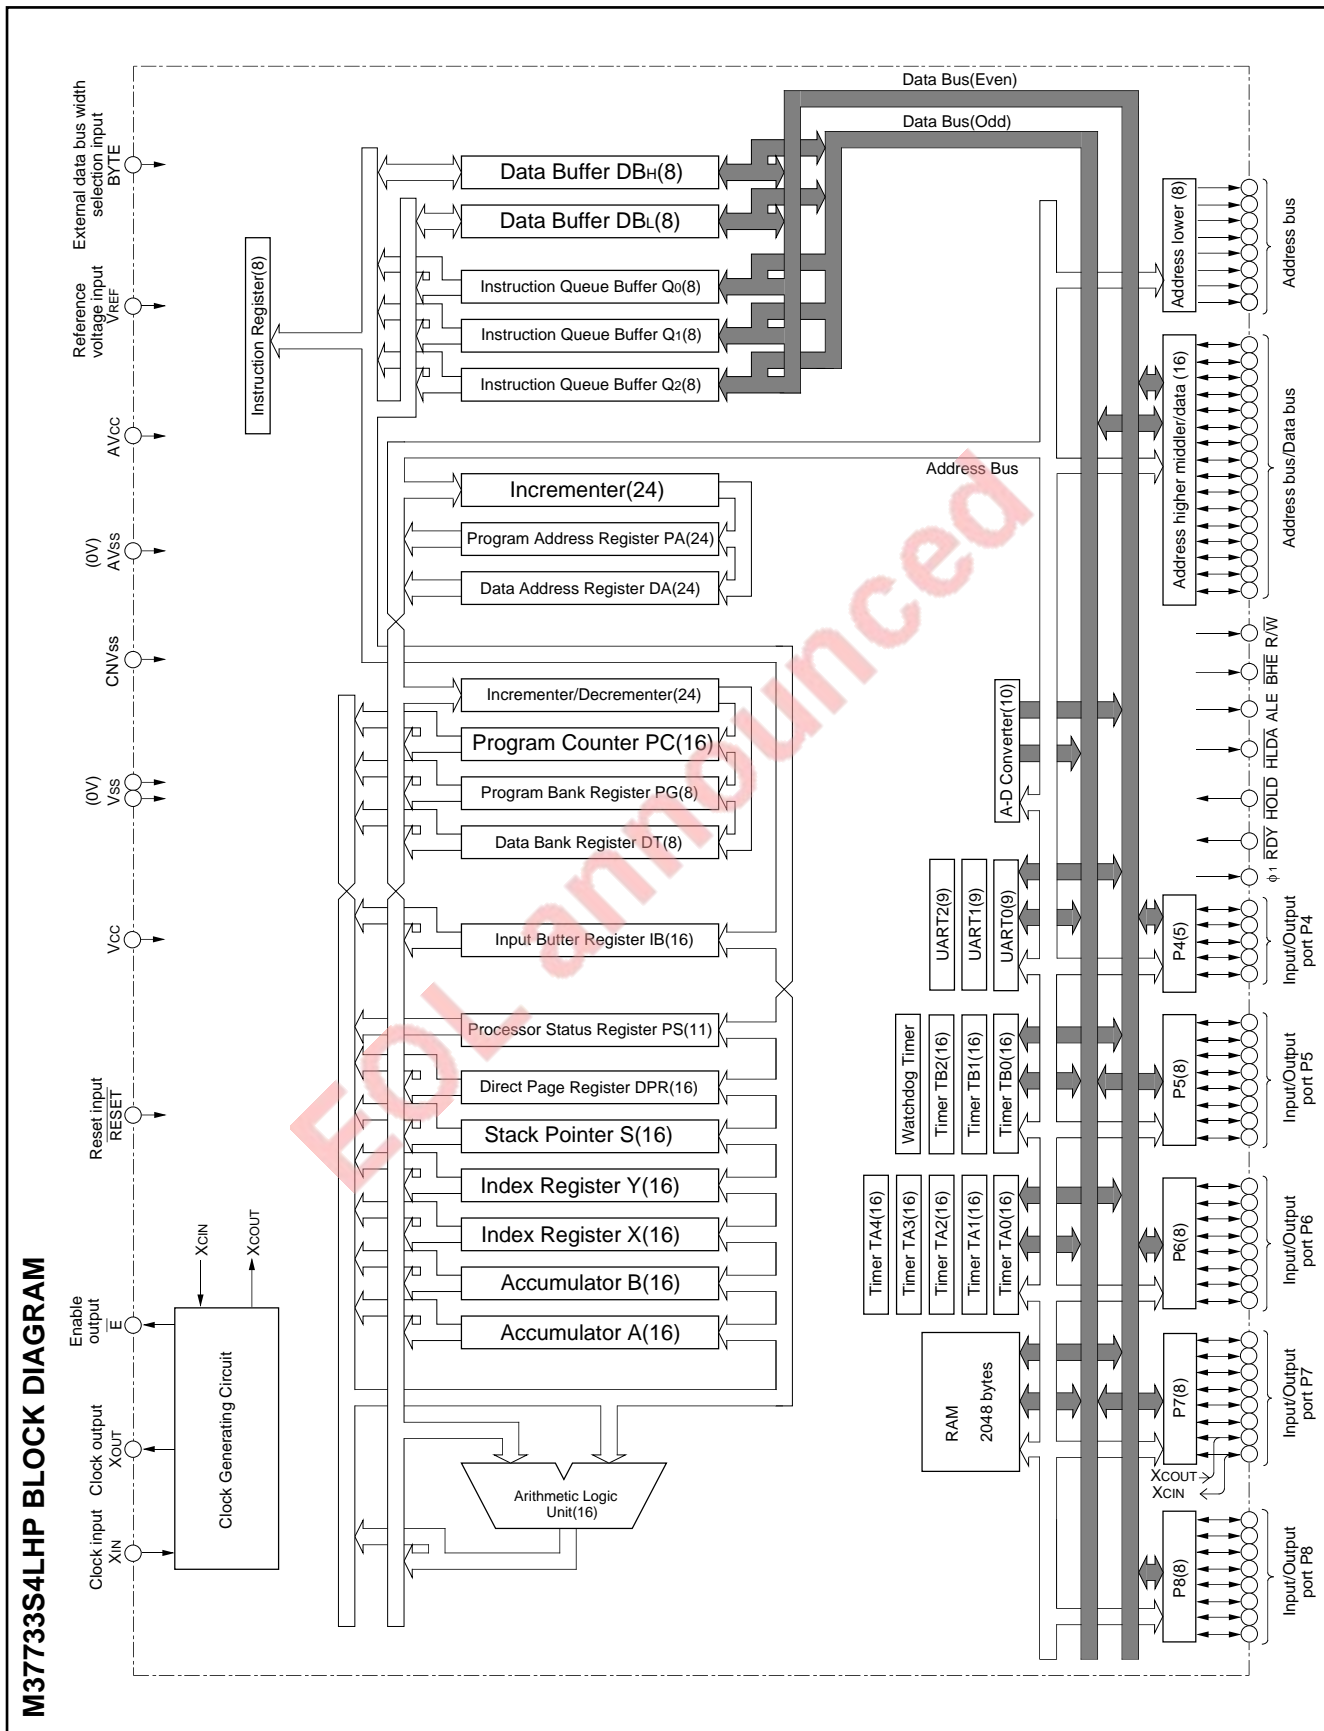 M37733S4LHP BLOCK DIAGRAM
Clock input
XIN
Clock output
XOUT
Enable
output
E
Reset input
RESET
VCC
(0V)
VSS
CNVss
(0V)
AVss
AVCC
Reference
voltage input
VREF
External data bus width
selection input
BYTE
Clock Generating Circuit
XCIN
XCOUT
Instruction Register(8)
Arithmetic Logic
Unit(16)
Accumulator A(16)
Accumulator B(16)
Index Register X(16)
Index Register Y(16)
Stack Pointer S(16)
Direct Page Register DPR(16)
Processor Status Register PS(11)
Input Butter Register IB(16)
Data Bank Register DT(8)
Program Bank Register PG(8)
Program Counter PC(16)
Incrementer/Decrementer(24)
Data Address Register DA(24)
Program Address Register PA(24)
Incrementer(24)
Instruction Queue Buffer Q2(8)
Instruction Queue Buffer Q1(8)
Instruction Queue Buffer Q0(8)
Data Buffer DBL(8)
Data Buffer DBH(8)
Data Bus(Even)
Data Bus(Odd)
Address Bus
EOL announced
RAM
2048 bytes
Timer TA4(16)
Timer TA3(16)
Timer TA2(16)
Timer TA1(16)
Timer TA0(16)
Watchdog Timer
Timer TB2(16)
Timer TB1(16)
Timer TB0(16)
UART2(9)
UART1(9)
UART0(9)
A-D Converter(10)
P8(8)
P7(8)
P6(8)
P5(8)
P4(5)
Address higher middler/data (16)
Address lower (8)
XCOUT
XCIN
Input/Output
port P8
Input/Output
port P7
Input/Output
port P6
Input/Output
port P5
Input/Output
port P4
ϕ1 RDY HOLD HLDA ALE BHE R/W
Address bus/Data bus
Address bus